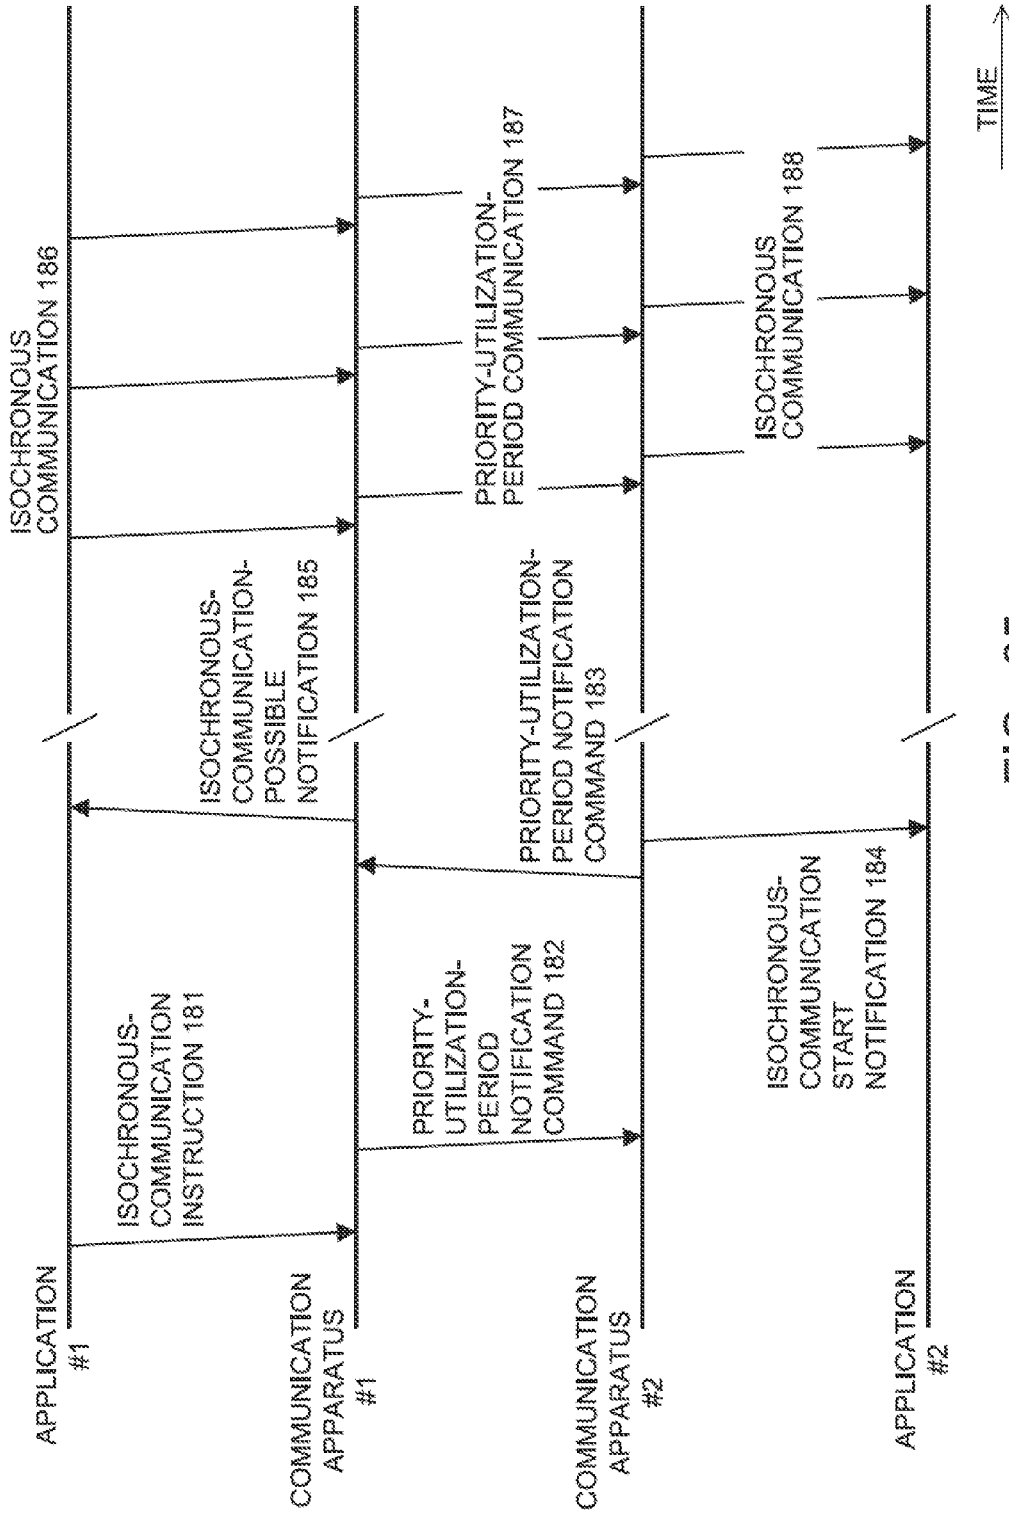 APPLICATION
#1
COMMUNICATION
APPARATUS
#1
COMMUNICATION
APPARATUS
#2
APPLICATION
#2
ISOCHRONOUS-
COMMUNICATION
INSTRUCTION 181
PRIORITY-
UTILIZATION-
PERIOD
NOTIFICATION
COMMAND 182
PRIORITY-UTILIZATION-
PERIOD NOTIFICATION
COMMAND 183
ISOCHRONOUS-
COMMUNICATION
START
NOTIFICATION 184
ISOCHRONOUS-
COMMUNICATION-
POSSIBLE
NOTIFICATION 185
ISOCHRONOUS
COMMUNICATION 186
PRIORITY-UTILIZATION-
PERIOD COMMUNICATION 187
ISOCHRONOUS
COMMUNICATION 188
TIME